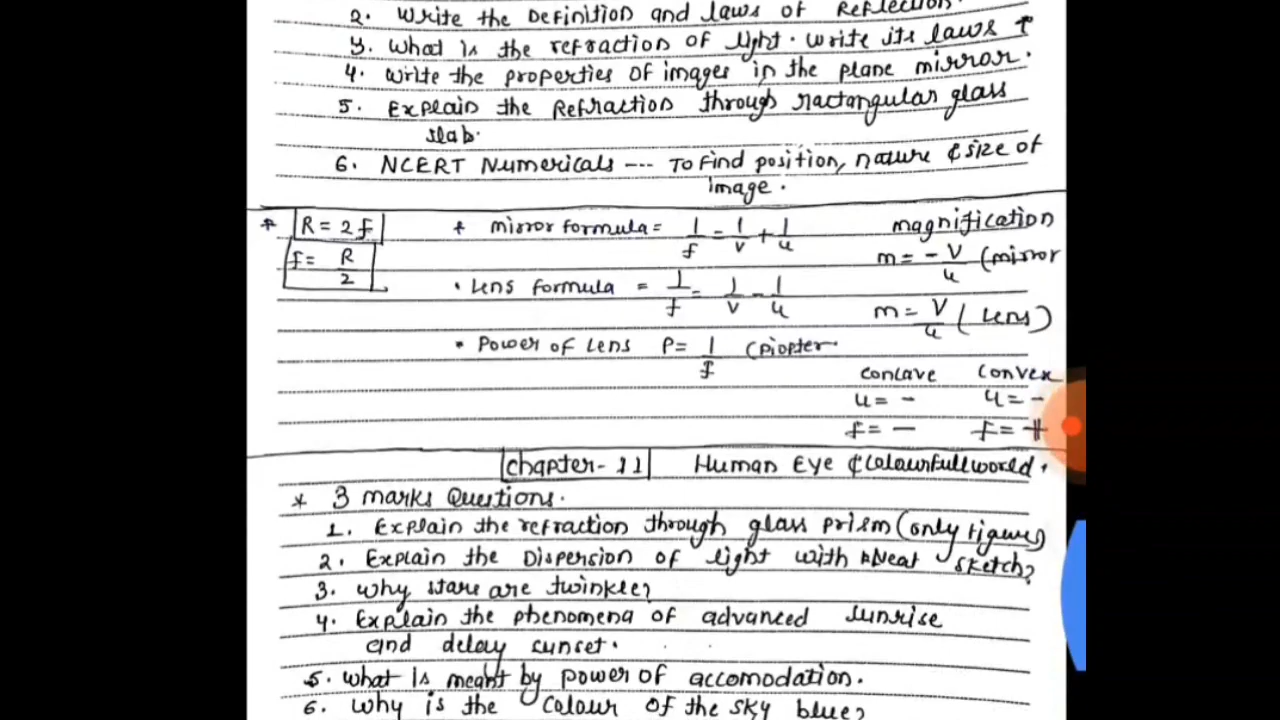 2. Write the Definition and laws of Reflection.
3. What is the refraction of light. Write its laws
4. Write the properties of images in the plane mirror.
5. Explain the Refraction through ractangular glass
slab.
6. NCERT Numericals --- To find position, nature & size of
image.
* R = 2f
f = R/2
* mirror formula = 1/f = 1/v + 1/u
magnification
m = -v/u (mirror
• Lens formula = 1/f = 1/v - 1/u
m = v/u (Lens)
• Power of Lens P = 1/f (Diopter.
concave convex
u = - u = -
f = - f = +
Chapter-11 Human Eye & Colourfull world.
* 3 marks Questions.
1. Explain the refraction through glass prism (only figure)
2. Explain the Dispersion of light with Neat sketch?
3. Why stars are twinkle?
4. Explain the phenomena of advanced sunrise
and delay sunset.
5. What is meant by power of accomodation.
6. Why is the colour of the sky blue?